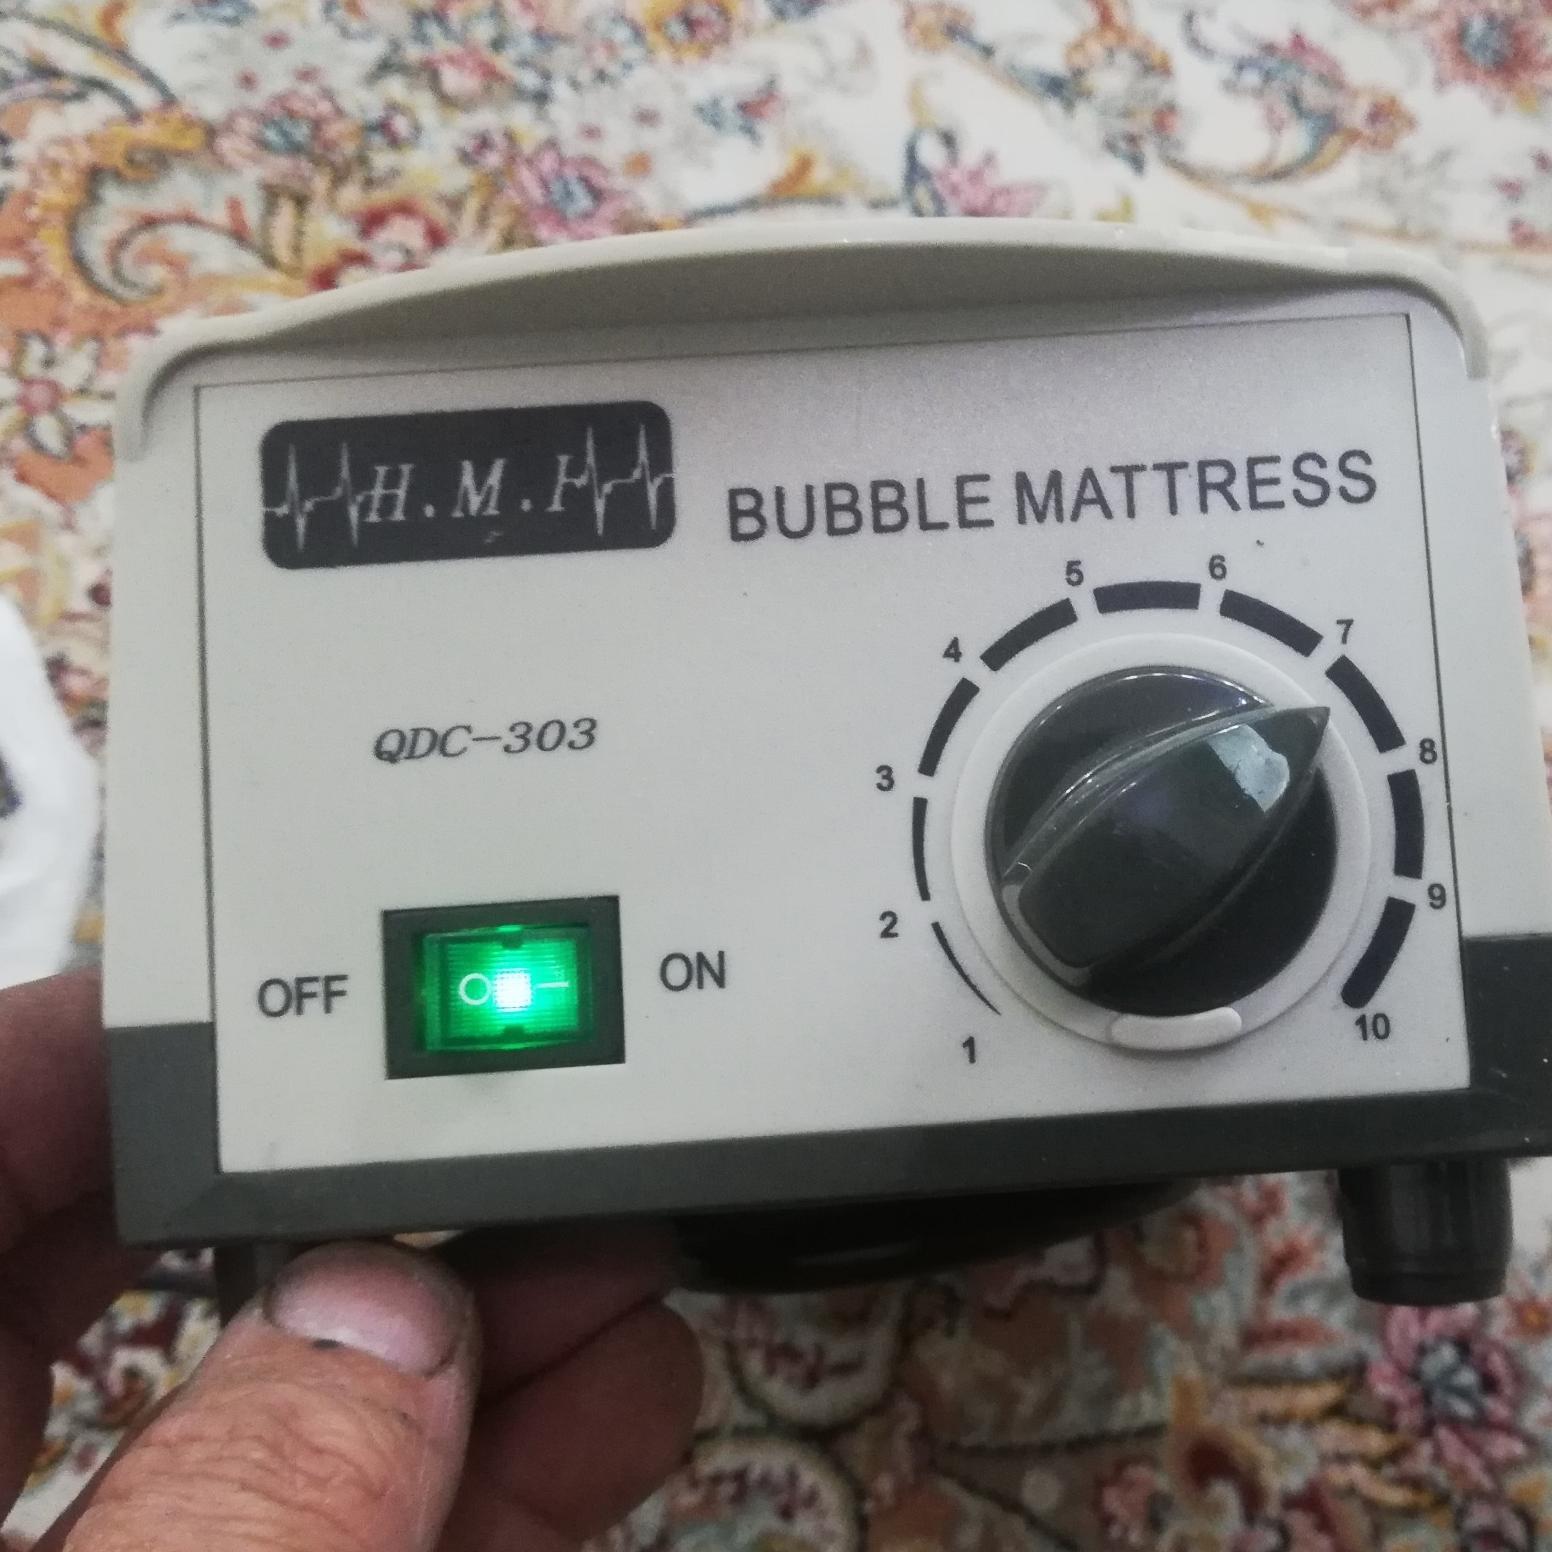 H.M.I
BUBBLE MATTRESS
5
6
4
7
3
8
2
9
1
10
QDC-303
OFF
O
ON